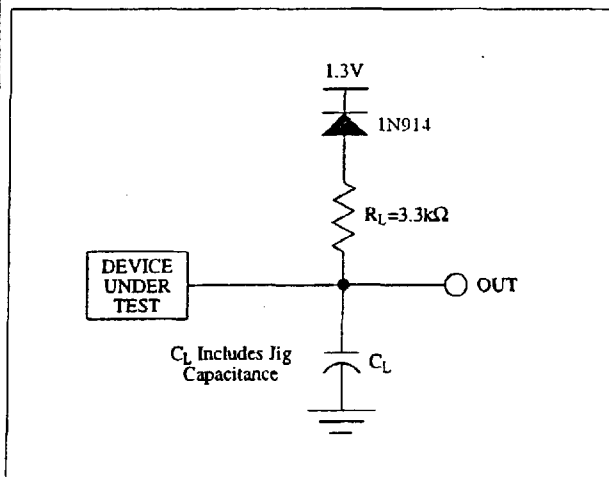 1.3V
1N914
R_L=3.3kΩ
DEVICE
UNDER
TEST
OUT
C_L Includes Jig
Capacitance
C_L